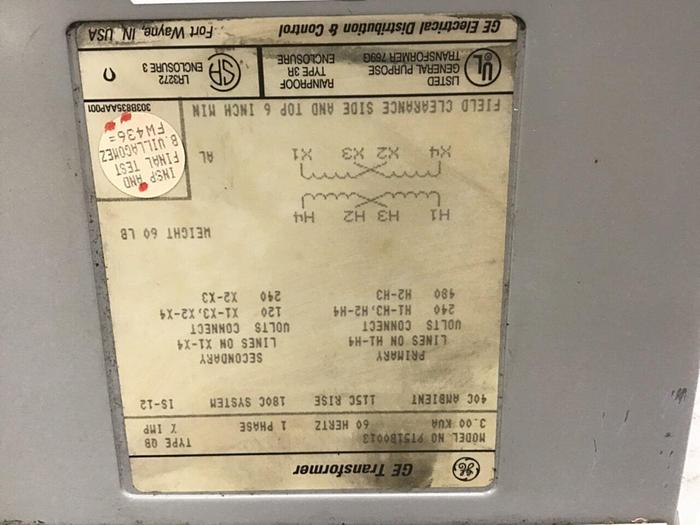 GE Transformer
MODEL NO 9T51B0013 TYPE QB
3.00 KVA 60 HERTZ 1 PHASE % IMP
40C AMBIENT 115C RISE 180C SYSTEM IS-12
PRIMARY SECONDARY
LINES ON H1-H4 LINES ON X1-X4
VOLTS CONNECT VOLTS CONNECT
240 H1-H3,H2-H4 120 X1-X3,X2-X4
480 H2-H3 240 X2-X3
WEIGHT 60 LB
H1 H3 H2 H4
X4 X2 X3 X1 AL
INSP AND
FINAL TEST
B.VILLAGOMEZ
FW436=
FIELD CLEARANCE SIDE AND TOP 6 INCH MIN
303B835AAP001
UL
LISTED
GENERAL PURPOSE
TRANSFORMER 769G
RAINPROOF
TYPE 3R
ENCLOSURE
SA
LR3272
ENCLOSURE 3
GE Electrical Distribution & Control Fort Wayne, IN, USA